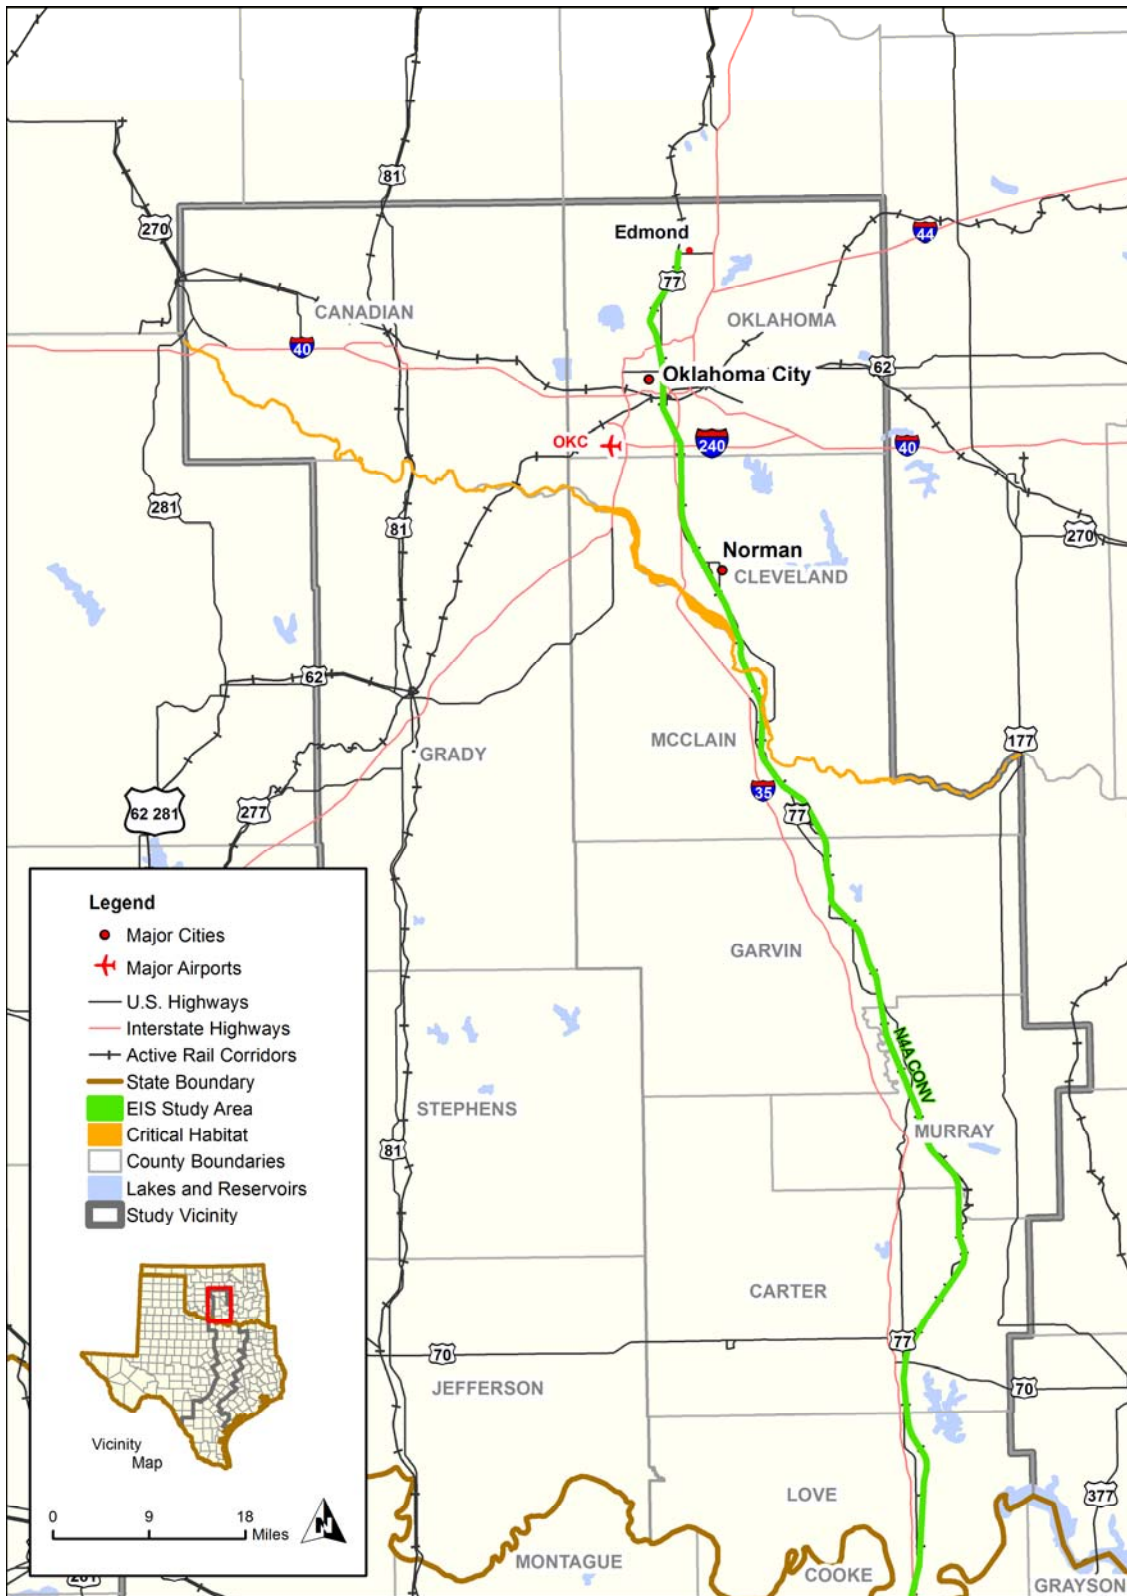 81
270
44
Edmond
77
CANADIAN
OKLAHOMA
40
62
Oklahoma City
OKC
240
40
281
81
270
Norman
CLEVELAND
62
MCCLAIN
177
GRADY
35
62 281
277
77
GARVIN
N4A CONV
STEPHENS
MURRAY
81
CARTER
77
70
JEFFERSON
70
LOVE
377
MONTAGUE
COOKE
GRAYSON
281
Legend
Major Cities
Major Airports
U.S. Highways
Interstate Highways
Active Rail Corridors
State Boundary
EIS Study Area
Critical Habitat
County Boundaries
Lakes and Reservoirs
Study Vicinity
Vicinity
Map
0 9 18
Miles
N